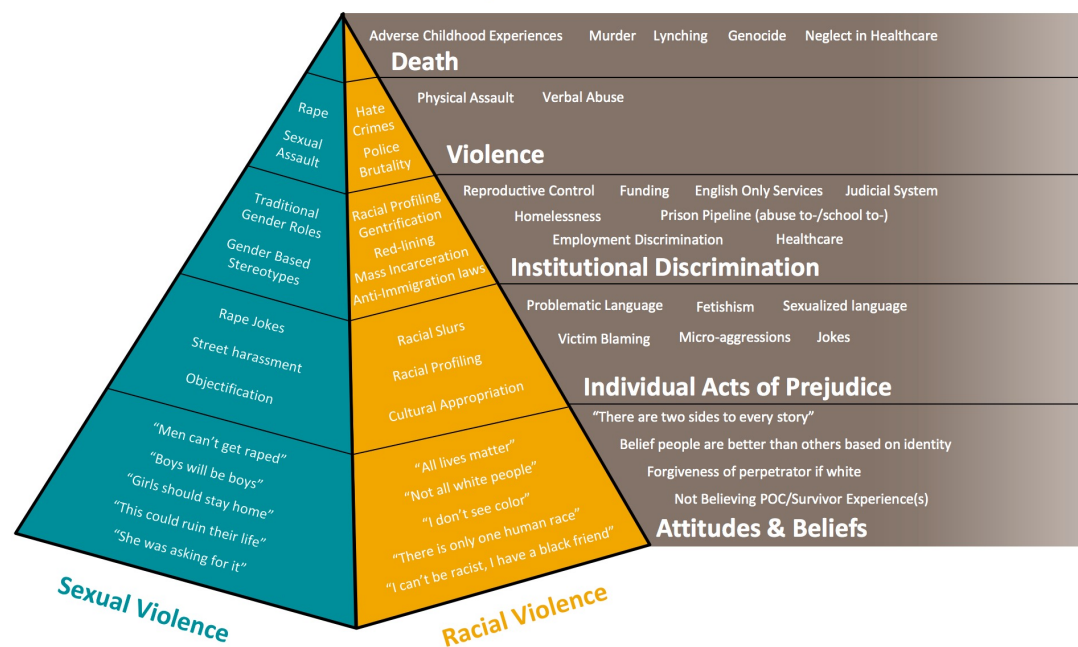 Adverse Childhood Experiences Murder Lynching Genocide Neglect in Healthcare
Death
Physical Assault Verbal Abuse
Violence
Reproductive Control Funding English Only Services Judicial System
Homelessness Prison Pipeline (abuse to-/school to-)
Employment Discrimination Healthcare
Institutional Discrimination
Problematic Language Fetishism Sexualized language
Victim Blaming Micro-aggressions Jokes
Individual Acts of Prejudice
“There are two sides to every story”
Belief people are better than others based on identity
Forgiveness of perpetrator if white
Not Believing POC/Survivor Experience(s)
Attitudes & Beliefs
Rape
Sexual
Assault
Traditional
Gender Roles
Gender Based
Stereotypes
Rape Jokes
Street harassment
Objectification
“Men can’t get raped”
“Boys will be boys”
“Girls should stay home”
“This could ruin their life”
“She was asking for it”
Sexual Violence
Hate
Crimes
Police
Brutality
Racial Profiling
Gentrification
Red-lining
Mass Incarceration
Anti-Immigration laws
Racial Slurs
Racial Profiling
Cultural Appropriation
“All lives matter”
“Not all white people”
“I don’t see color”
“There is only one human race”
“I can’t be racist, I have a black friend”
Racial Violence